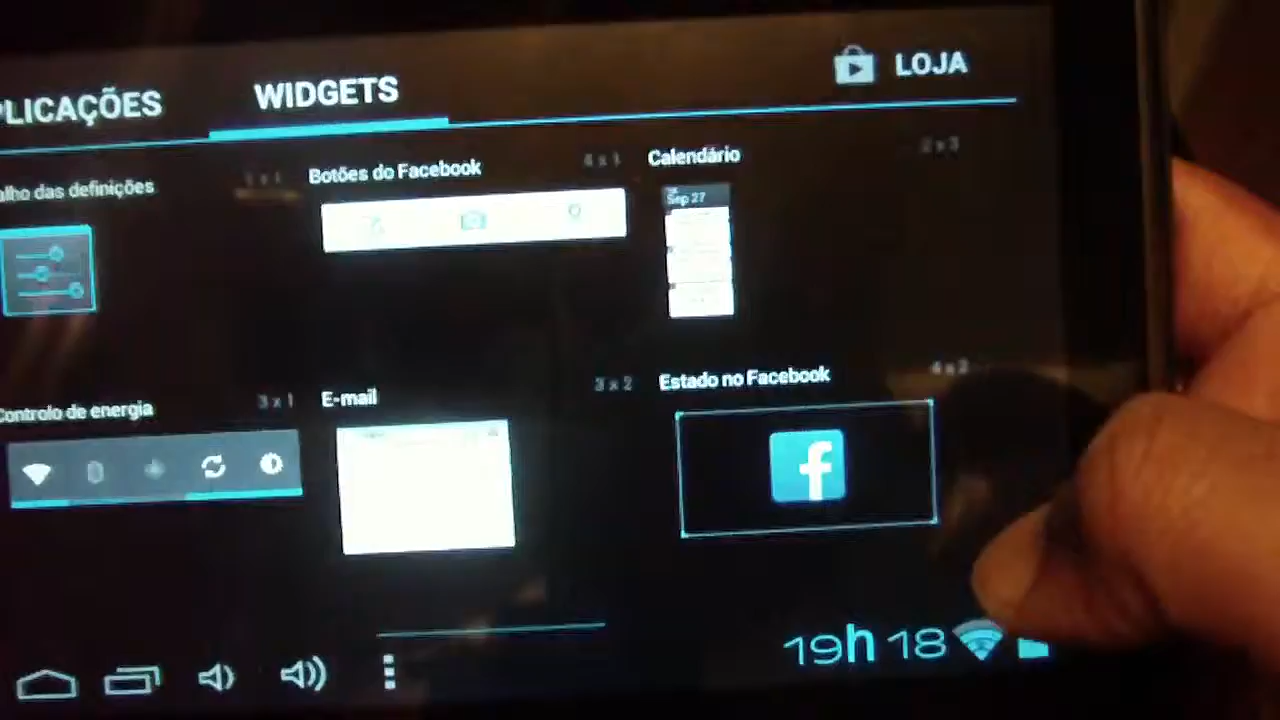 PLICAÇÕES
WIDGETS
LOJA
alho das definições
1 x 1
Botões do Facebook
4 x 1
Calendário
2 x 3
Sep 27
Controlo de energia
3 x 1
E-mail
3 x 2
Estado no Facebook
4 x 2
f
19h 18